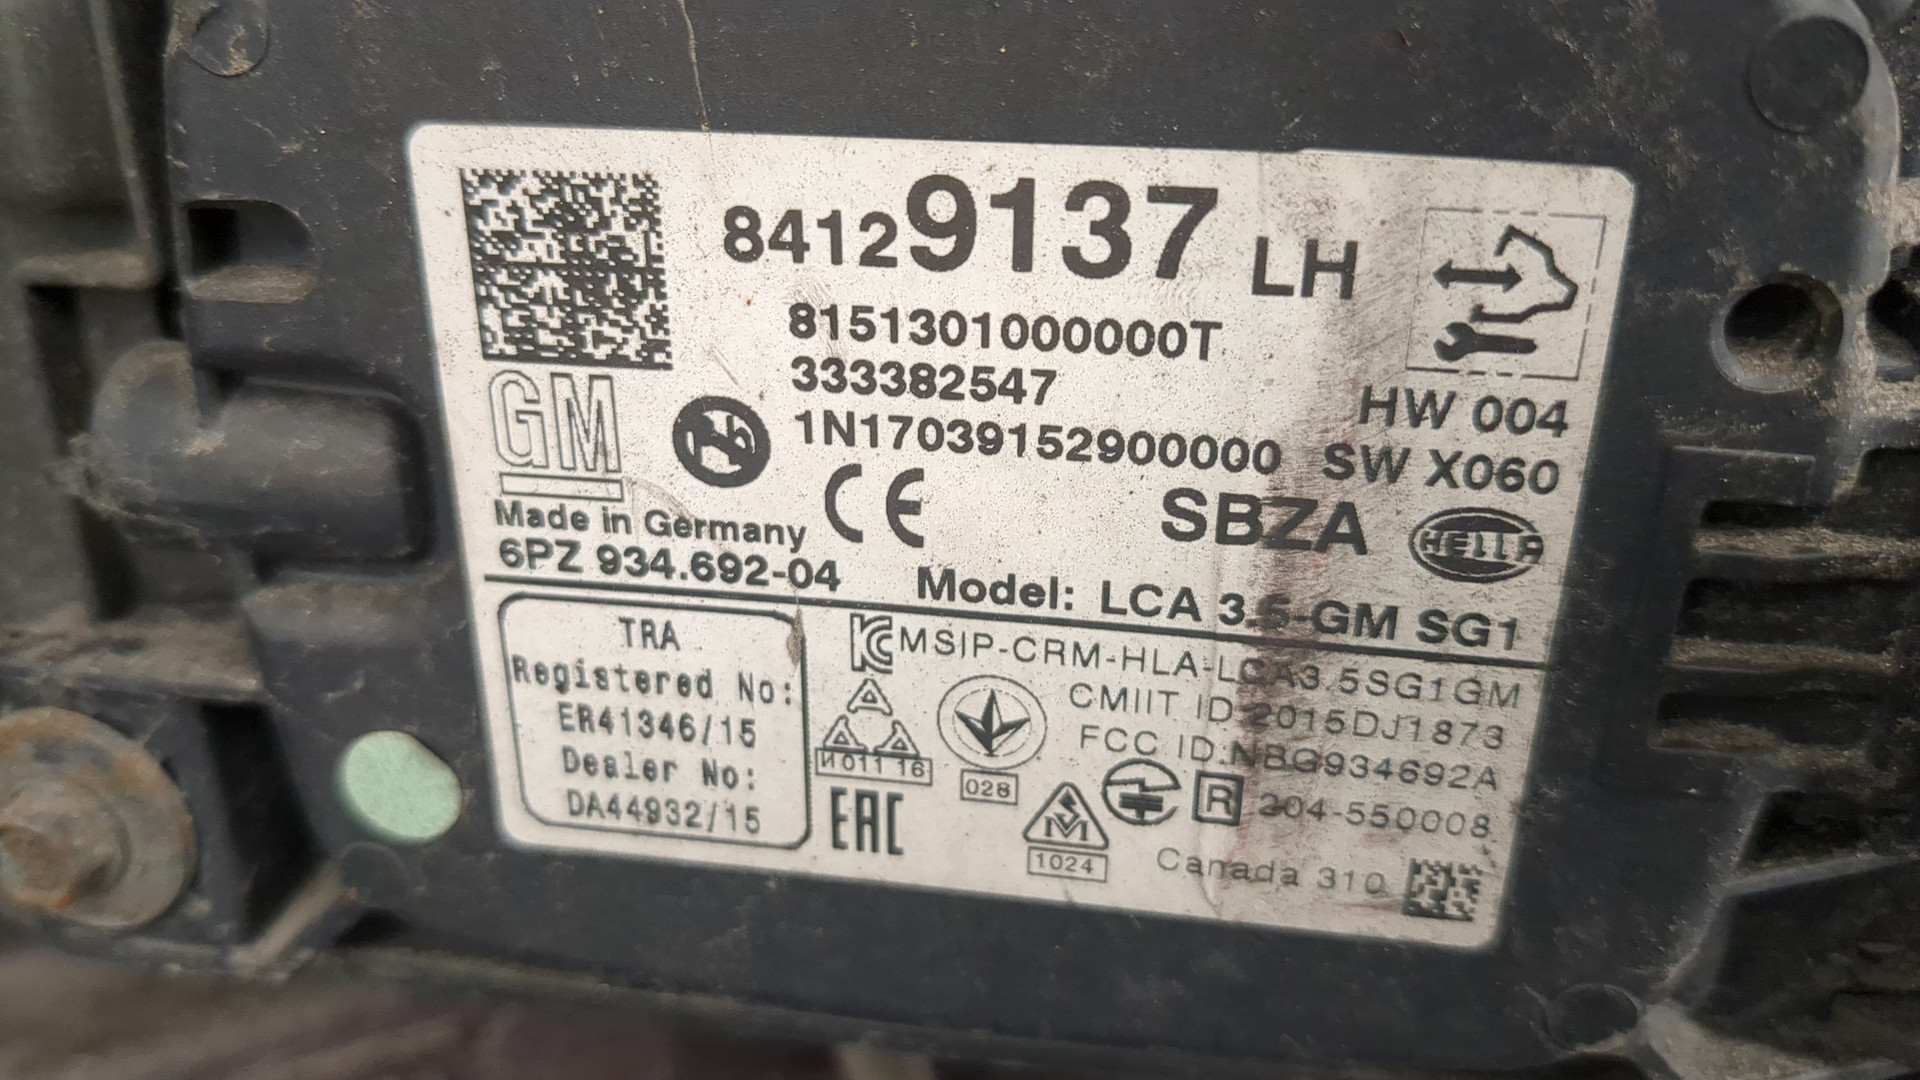 84129137 LH
8151301000000T
333382547
HW 004
GM
1N17039152900000 SW X060
CE
SBZA
HELLA
Made in Germany
6PZ 934.692-04
Model: LCA 3.5-GM SG1
TRA
Registered No:
ER41346/15
Dealer No:
DA44932/15
MSIP-CRM-HLA-LCA3.5SG1GM
CMIIT ID 2015DJ1873
FCC ID:NBG934692A
И 011 16
028
R 204-550008
EAC
1024
Canada 310